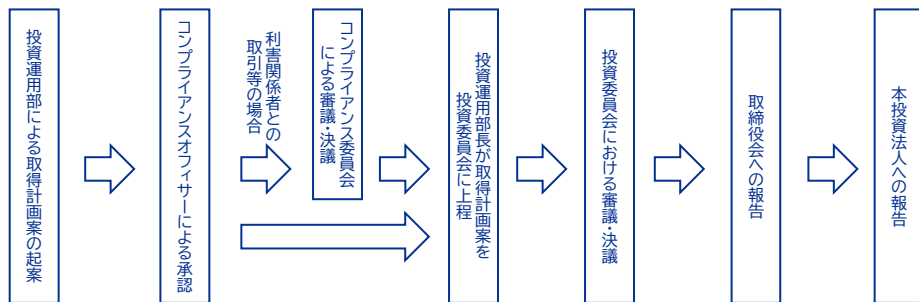 投資運用部による取得計画案の起案
コンプライアンスオフィサーによる承認
利害関係者との
取引等の場合
コンプライアンス委員会
による審議・決議
投資運用部長が取得計画案を
投資委員会に上程
投資委員会における審議・決議
取締役会への報告
本投資法人への報告